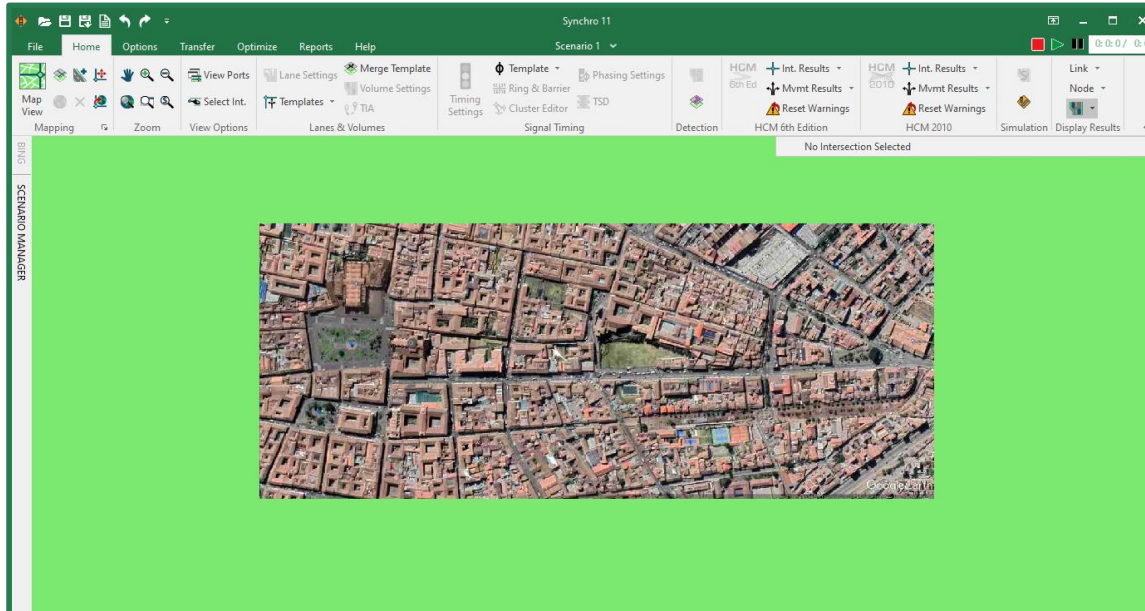 Synchro 11
File Home Options Transfer Optimize Reports Help Scenario 1
0: 0: 0 / 0:
Map View
Mapping
Zoom
View Ports
Select Int.
View Options
Lane Settings
Templates
Merge Template
Volume Settings
TIA
Lanes & Volumes
Timing Settings
Template
Ring & Barrier
Cluster Editor
Phasing Settings
TSD
Signal Timing
Detection
HCM
6th Ed
Int. Results
Mvmt Results
Reset Warnings
HCM 6th Edition
HCM
2010
Int. Results
Mvmt Results
Reset Warnings
HCM 2010
Simulation
Link
Node
Display Results
No Intersection Selected
BING
SCENARIO MANAGER
Google Earth